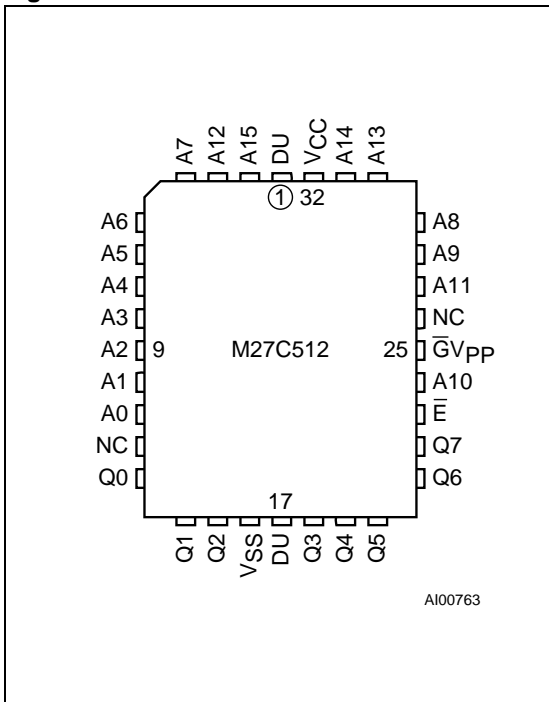 A7 A12 A15 DU VCC A14 A13
1 32
A6 A8
A5 A9
A4 A11
A3 NC
A2 9 M27C512 25 G̅VPP
A1 A10
A0 E̅
NC Q7
Q0 Q6
17
Q1 Q2 VSS DU Q3 Q4 Q5
AI00763